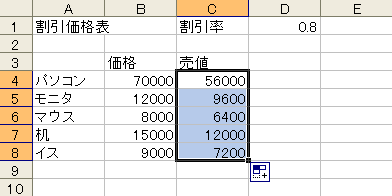 A B C D E
1 割引価格表 割引率 0.8
2
3 価格 売値
4 パソコン 70000 56000
5 モニタ 12000 9600
6 マウス 8000 6400
7 机 15000 12000
8 イス 9000 7200
9
10